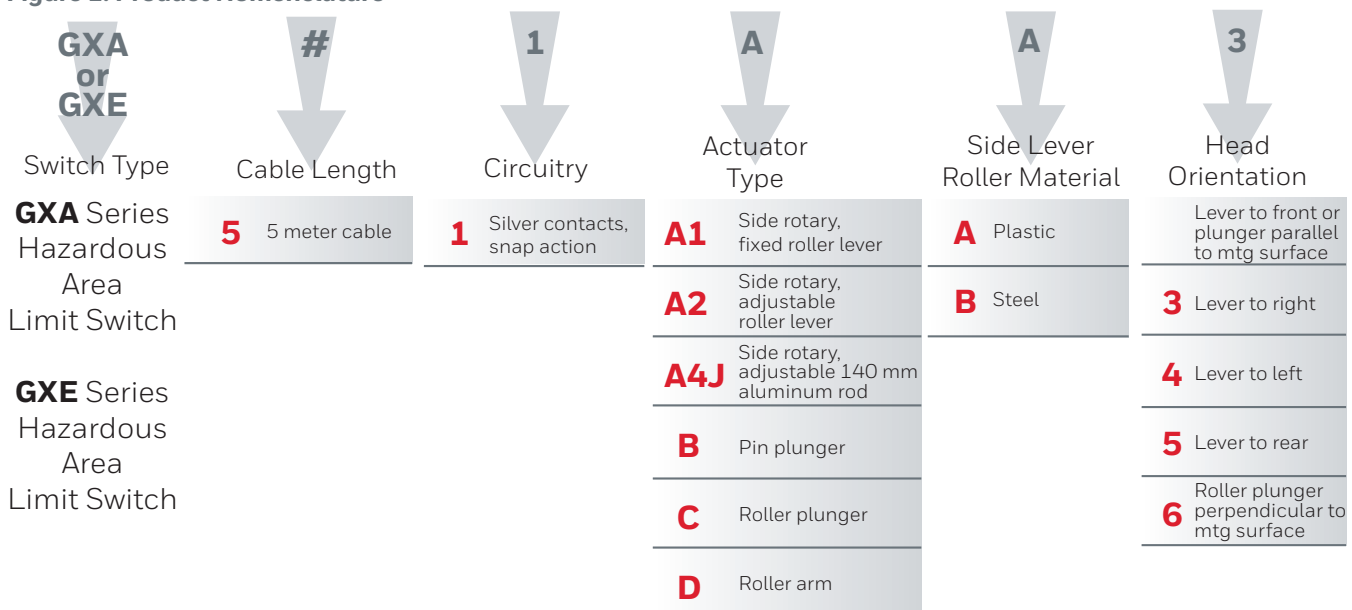 GXA
or
GXE
#
1
A
A
3
Switch Type
Cable Length
Circuitry
Actuator
Type
Side Lever
Roller Material
Head
Orientation
GXA Series
Hazardous
Area
Limit Switch
GXE Series
Hazardous
Area
Limit Switch
5 5 meter cable
1 Silver contacts,
snap action
A1 Side rotary,
fixed roller lever
A2 Side rotary,
adjustable
roller lever
A4J Side rotary,
adjustable 140 mm
aluminum rod
B Pin plunger
C Roller plunger
D Roller arm
A Plastic
B Steel
Lever to front or
plunger parallel
to mtg surface
3 Lever to right
4 Lever to left
5 Lever to rear
6 Roller plunger
perpendicular to
mtg surface